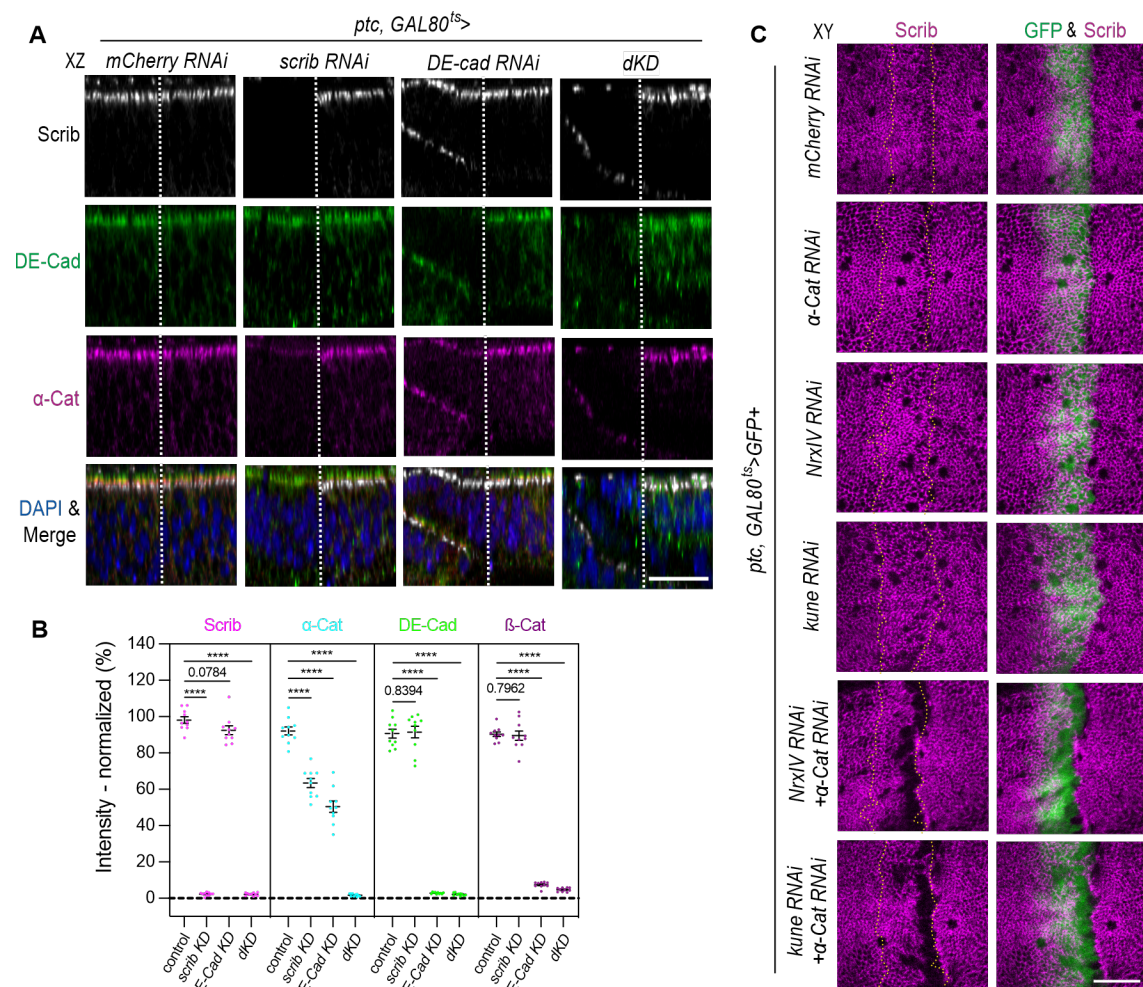 A
ptc, GAL80ts>
XZ
mCherry RNAi
scrib RNAi
DE-cad RNAi
dKD
Scrib
DE-Cad
α-Cat
DAPI &
Merge
B
Scrib
α-Cat
DE-Cad
ß-Cat
Intensity - normalized (%)
140
120
100
80
60
40
20
0
****
0.0784
****
****
****
****
****
****
0.8394
****
****
0.7962
control
scrib KD
E-Cad KD
dKD
control
scrib KD
E-Cad KD
dKD
control
scrib KD
E-Cad KD
dKD
control
scrib KD
E-Cad KD
dKD
C
XY
Scrib
GFP & Scrib
ptc, GAL80ts>GFP+
mCherry RNAi
α-Cat RNAi
NrxIV RNAi
kune RNAi
NrxIV RNAi
+α-Cat RNAi
kune RNAi
+α-Cat RNAi